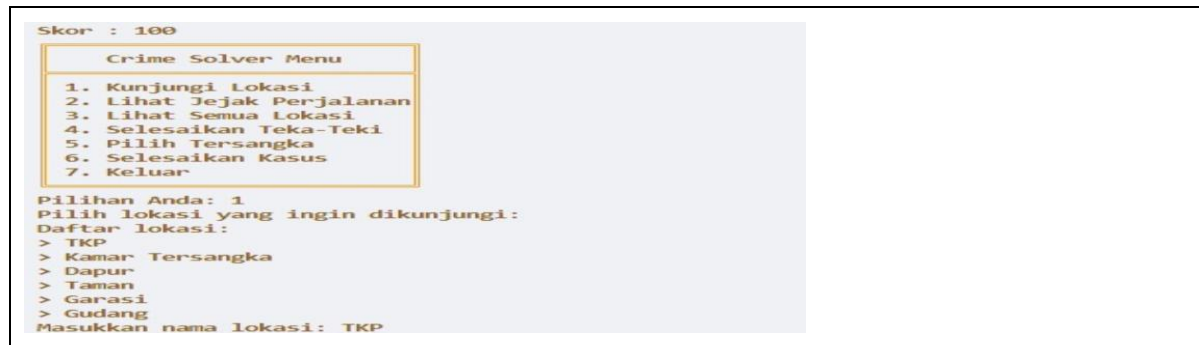 Skor : 100
Crime Solver Menu
1. Kunjungi Lokasi
2. Lihat Jejak Perjalanan
3. Lihat Semua Lokasi
4. Selesaikan Teka-Teki
5. Pilih Tersangka
6. Selesaikan Kasus
7. Keluar
Pilihan Anda: 1
Pilih lokasi yang ingin dikunjungi:
Daftar lokasi:
> TKP
> Kamar Tersangka
> Dapur
> Taman
> Garasi
> Gudang
Masukkan nama lokasi: TKP